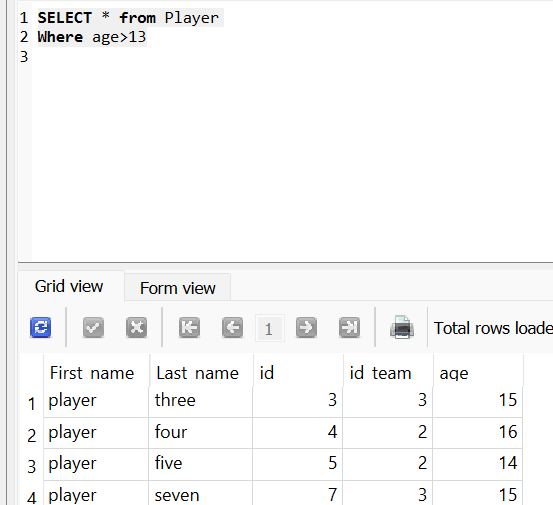 1 SELECT * from Player
2 Where age>13
3
Grid view Form view
1 Total rows loade
First name Last name id id team age
1 player three 3 3 15
2 player four 4 2 16
3 player five 5 2 14
4 player seven 7 3 15